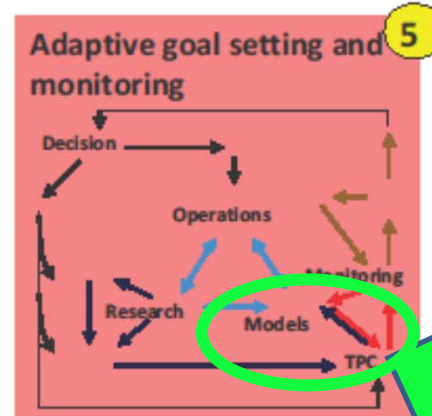 Adaptive goal setting and
monitoring
5
Decision
Operations
Monitoring
Research
Models
TPC